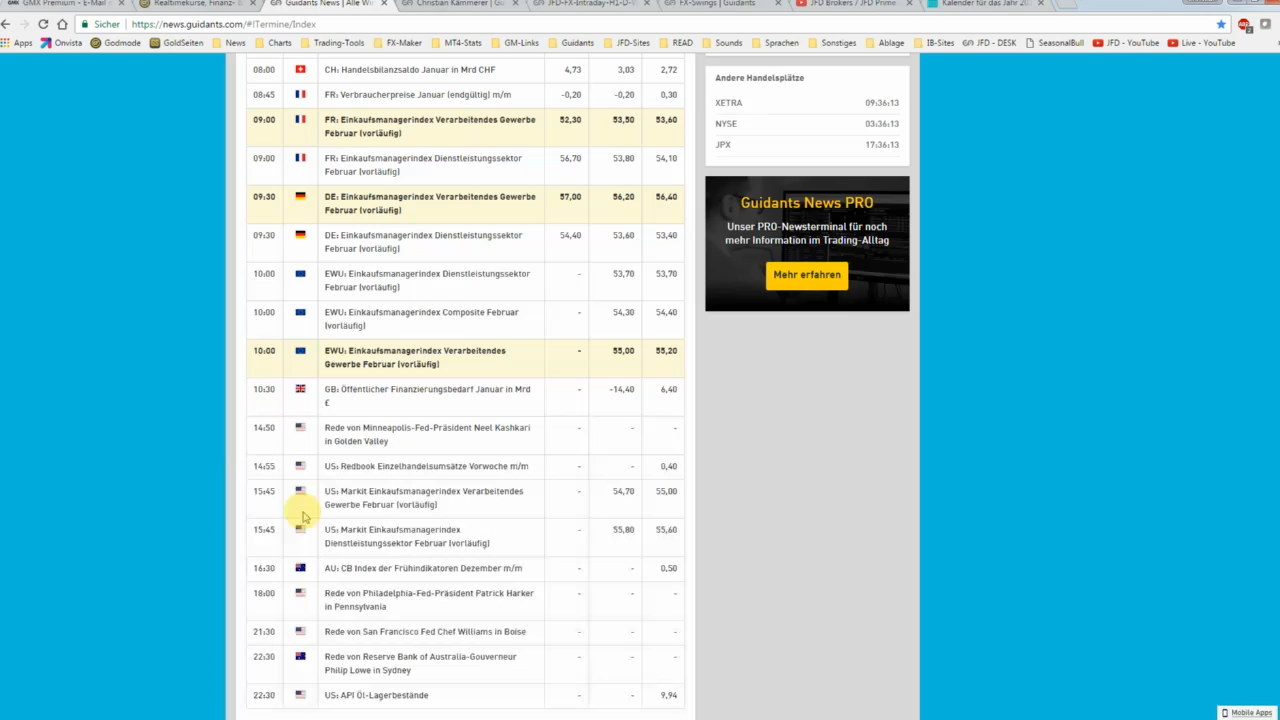 GMX Premium - E-Mail
Realtimekurse, Finanz- &
Guidants News | Alle Wi
Christian Kämmerer | Gu
JFD-FX-Intraday-H1-D-W
FX-Swings | Guidants
JFD Brokers / JFD Prime
Kalender für das Jahr 20
Sicher
https://news.guidants.com/#!Termine/Index
Apps Onvista Godmode GoldSeiten News Charts Trading-Tools FX-Maker MT4-Stats GM-Links Guidants JFD-Sites READ Sounds Sprachen Sonstiges Ablage IB-Sites JFD - DESK SeasonalBull JFD - YouTube Live - YouTube
08:00 CH: Handelsbilanzsaldo Januar in Mrd CHF 4,73 3,03 2,72
08:45 FR: Verbraucherpreise Januar (endgültig) m/m -0,20 -0,20 0,30
09:00 FR: Einkaufsmanagerindex Verarbeitendes Gewerbe 52,30 53,50 53,60
Februar (vorläufig)
09:00 FR: Einkaufsmanagerindex Dienstleistungssektor 56,70 53,80 54,10
Februar (vorläufig)
09:30 DE: Einkaufsmanagerindex Verarbeitendes Gewerbe 57,00 56,20 56,40
Februar (vorläufig)
09:30 DE: Einkaufsmanagerindex Dienstleistungssektor 54,40 53,60 53,40
Februar (vorläufig)
10:00 EWU: Einkaufsmanagerindex Dienstleistungssektor - 53,70 53,70
Februar (vorläufig)
10:00 EWU: Einkaufsmanagerindex Composite Februar - 54,30 54,40
(vorläufig)
10:00 EWU: Einkaufsmanagerindex Verarbeitendes - 55,00 55,20
Gewerbe Februar (vorläufig)
10:30 GB: Öffentlicher Finanzierungsbedarf Januar in Mrd - -14,40 6,40
£
14:50 Rede von Minneapolis-Fed-Präsident Neel Kashkari - - -
in Golden Valley
14:55 US: Redbook Einzelhandelsumsätze Vorwoche m/m - - 0,40
15:45 US: Markit Einkaufsmanagerindex Verarbeitendes - 54,70 55,00
Gewerbe Februar (vorläufig)
15:45 US: Markit Einkaufsmanagerindex - 55,80 55,60
Dienstleistungssektor Februar (vorläufig)
16:30 AU: CB Index der Frühindikatoren Dezember m/m - - 0,50
18:00 Rede von Philadelphia-Fed-Präsident Patrick Harker - - -
in Pennsylvania
21:30 Rede von San Francisco Fed Chef Williams in Boise - - -
22:30 Rede von Reserve Bank of Australia-Gouverneur - - -
Philip Lowe in Sydney
22:30 US: API Öl-Lagerbestände - - 9,94
Andere Handelsplätze
XETRA 09:36:13
NYSE 03:36:13
JPX 17:36:13
Guidants News PRO
Unser PRO-Newsterminal für noch
mehr Information im Trading-Alltag
Mehr erfahren
Mobile Apps